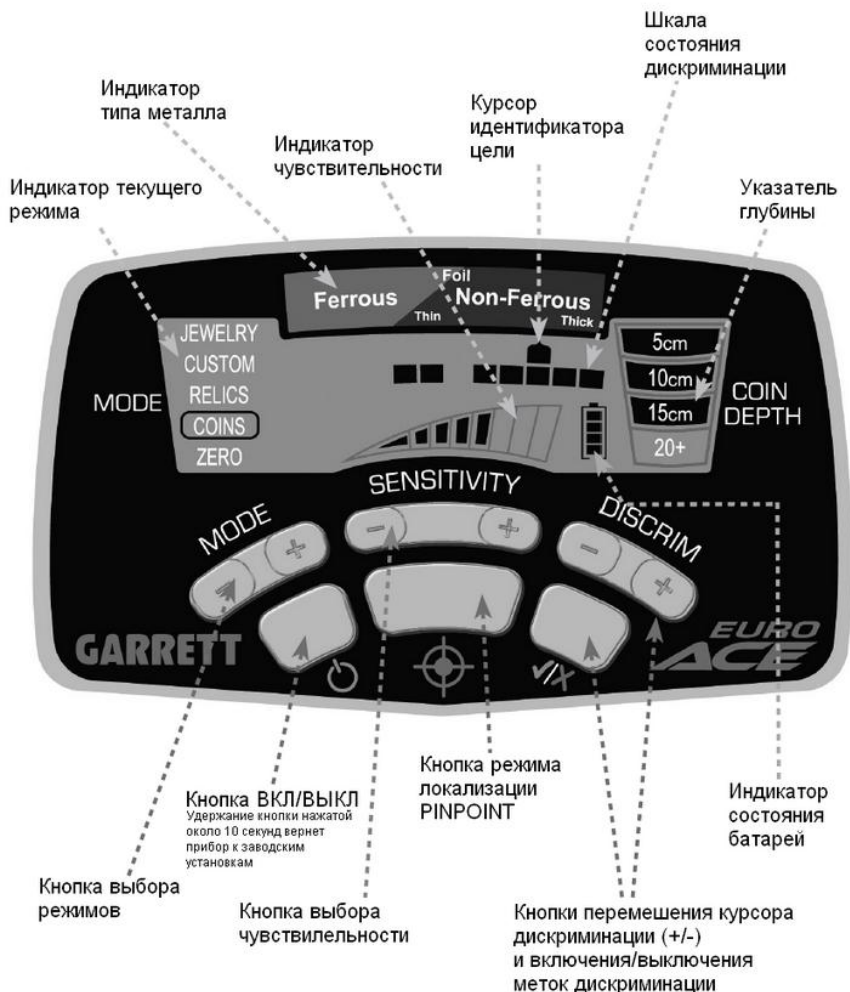 Шкала
состояния
дискриминации
Индикатор
типа металла
Курсор
идентификатора
цели
Индикатор
чувствительности
Индикатор текущего
режима
Указатель
глубины
Foil
Ferrous
Non-Ferrous
Thin
Thick
MODE
JEWELRY
CUSTOM
RELICS
COINS
ZERO
5cm
10cm
15cm
20+
COIN
DEPTH
MODE
- +
SENSITIVITY
- +
DISCRIM
- +
GARRETT
✓/X
EURO
ACE
Кнопка ВКЛ/ВЫКЛ
Удержание кнопки нажатой
около 10 секунд вернет
прибор к заводским
установкам
Кнопка режима
локализации
PINPOINT
Индикатор
состояния
батарей
Кнопка выбора
режимов
Кнопка выбора
чувствилельности
Кнопки перемешения курсора
дискриминации (+/-)
и включения/выключения
меток дискриминации